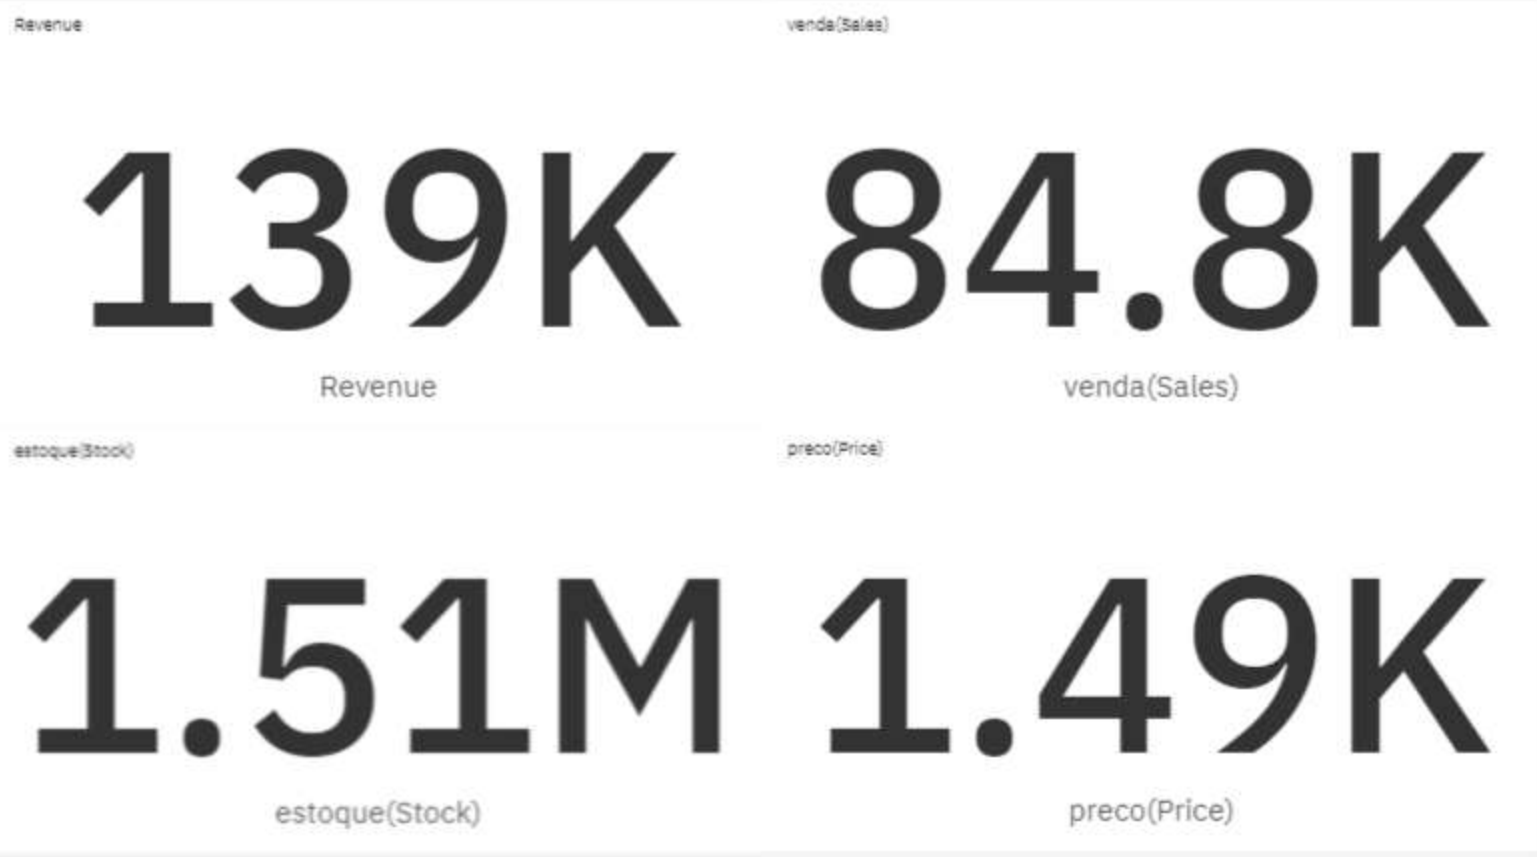 Revenue
venda(Sales)
139K
84.8K
Revenue
venda(Sales)
estoque(Stock)
preco(Price)
1.51M
1.49K
estoque(Stock)
preco(Price)